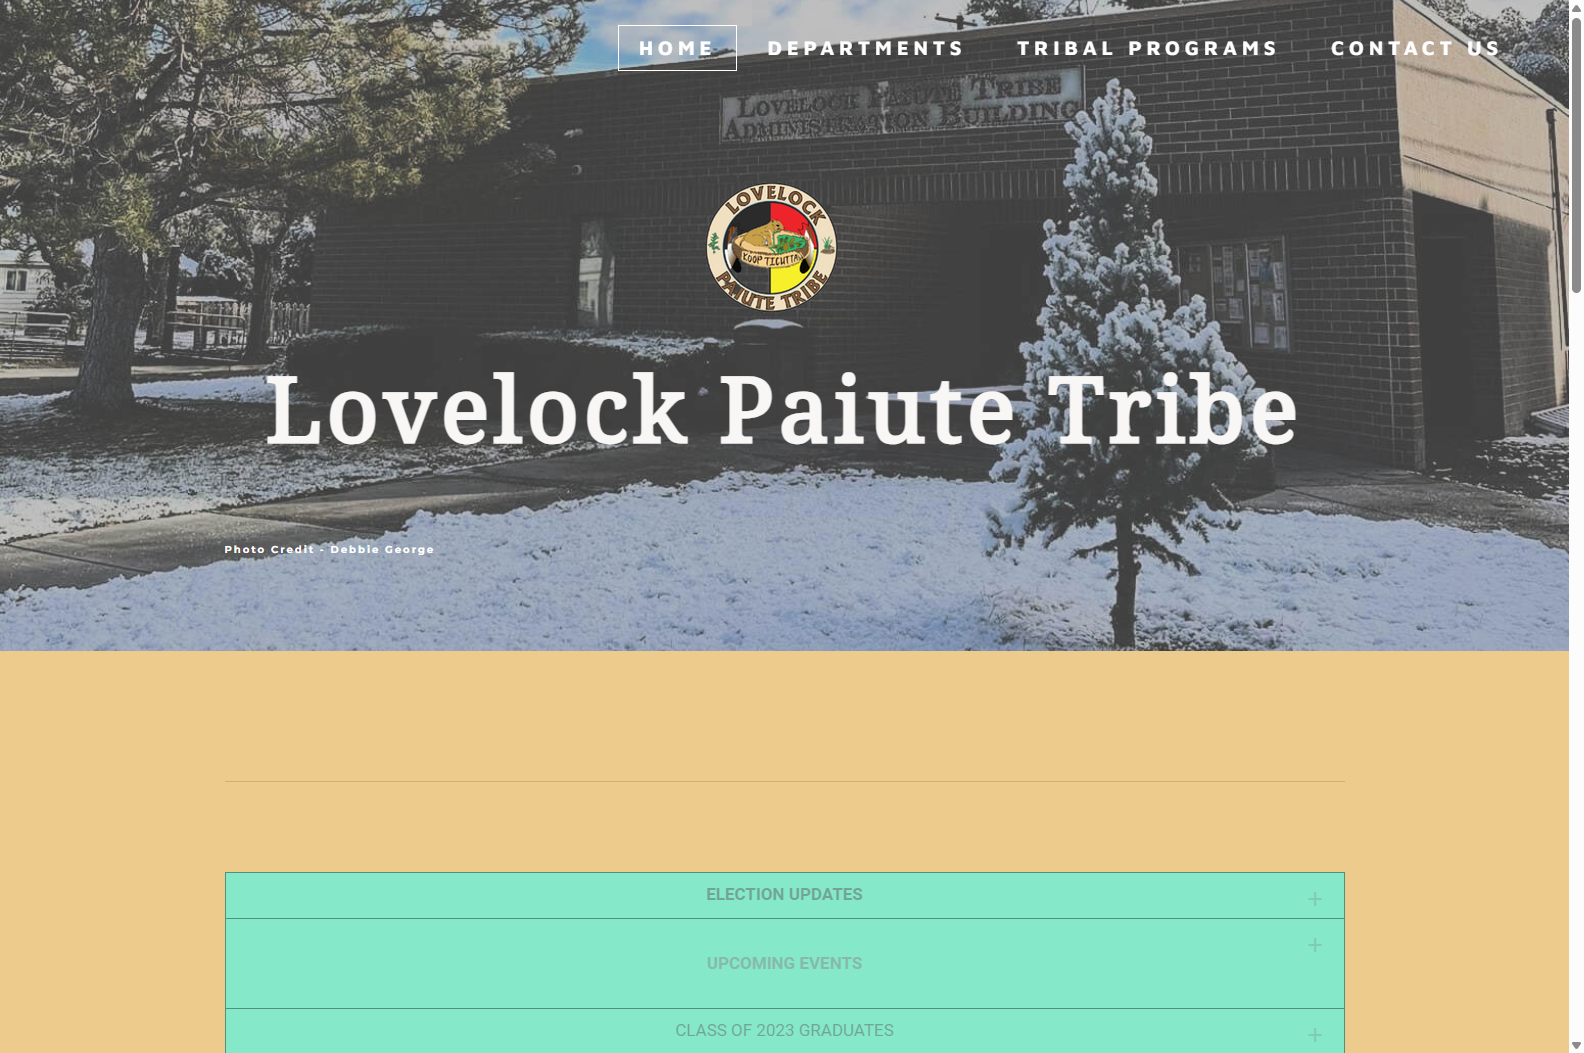 HOME DEPARTMENTS TRIBAL PROGRAMS CONTACT US
LOVELOCK PAIUTE TRIBE
ADMINISTRATION BUILDING
LOVELOCK
KOOP TICUTTA
PAIUTE TRIBE
Lovelock Paiute Tribe
Photo Credit - Debbie George
ELECTION UPDATES
UPCOMING EVENTS
CLASS OF 2023 GRADUATES